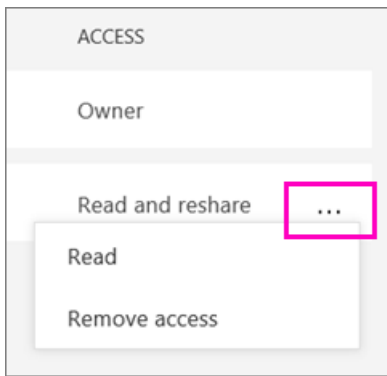 ACCESS
Owner
Read and reshare ...
Read
Remove access